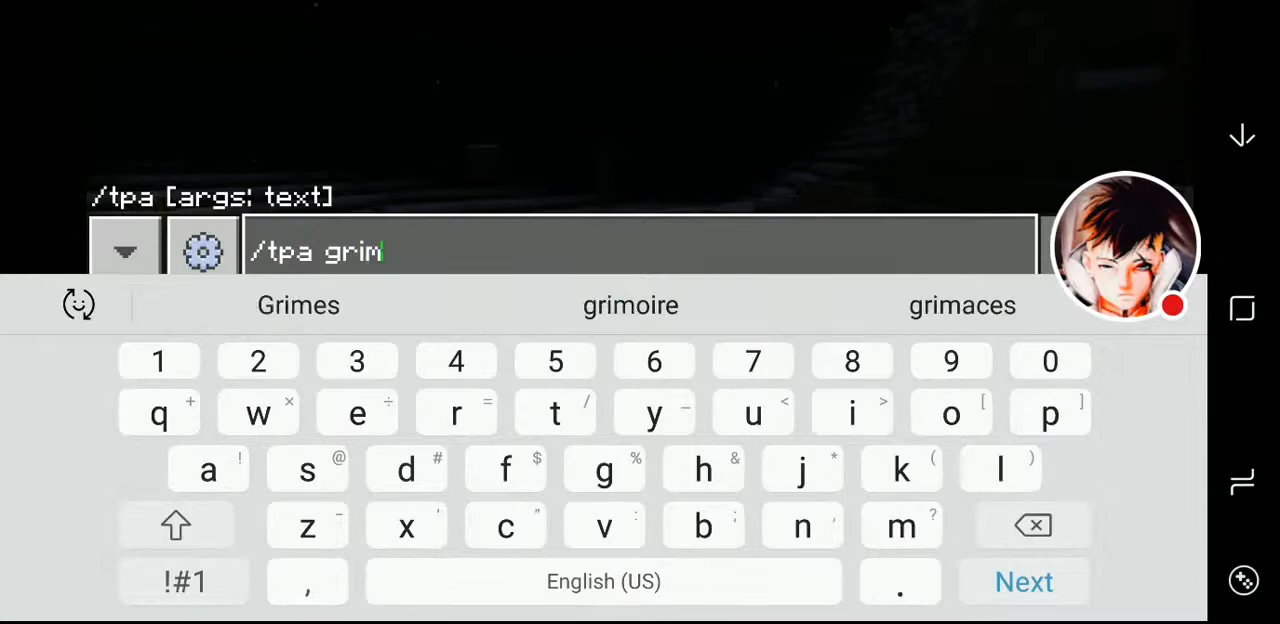 /tpa [args: text]
/tpa grim
Grimes grimoire grimaces
1 2 3 4 5 6 7 8 9 0
q + w × e ÷ r = t / y _ u < i > o [ p ]
a ! s @ d # f $ g % h & j * k ( l )
z - x ' c " v : b ; n , m ?
!#1 , English (US) . Next